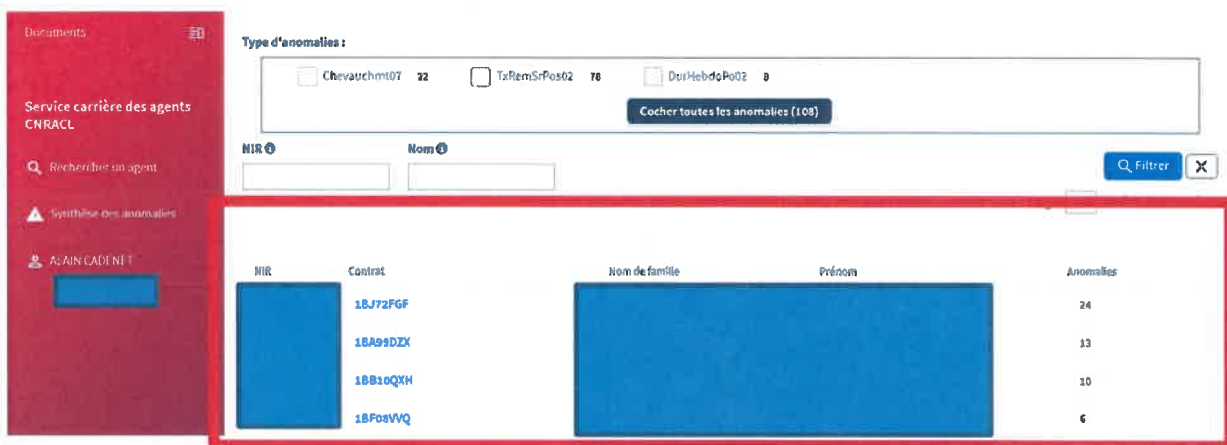 Documents
Service carrière des agents
CNRACL
Rechercher un agent
Synthèse des anomalies
ALAIN CADENET
Type d'anomalies :
Chevauchmt07 22 TxRemSrPos02 78 DurHebdoPo02 8
Cocher toutes les anomalies (108)
NIR Nom
Filtrer X
NIR Contrat Nom de famille Prénom Anomalies
1BJ72FGF 24
1BA99DZX 13
1BB10QXH 10
1BF08VVQ 6